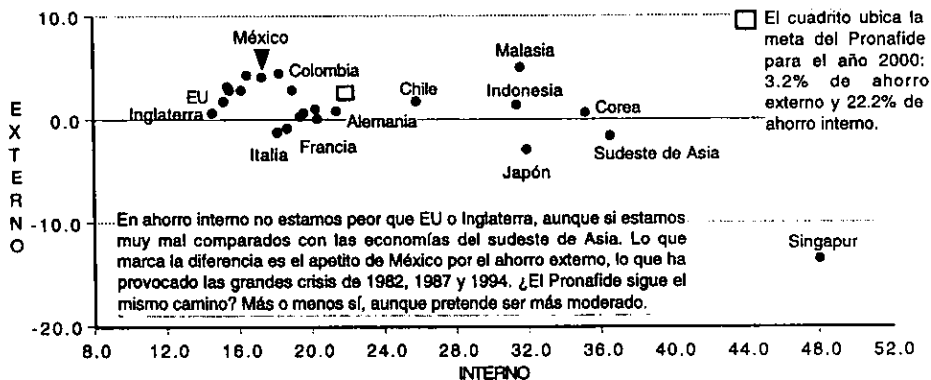 10.0
México
Malasia
El cuadrito ubica la
meta del Pronafide
para el año 2000:
3.2% de ahorro
externo y 22.2% de
ahorro interno.
Colombia
EU
Chile
Indonesia
Inglaterra
Corea
0.0
Alemania
Italia
Francia
Japón
Sudeste de Asia
EXTERNO
-10.0
En ahorro interno no estamos peor que EU o Inglaterra, aunque si estamos
muy mal comparados con las economías del sudeste de Asia. Lo que
marca la diferencia es el apetito de México por el ahorro externo, lo que ha
provocado las grandes crisis de 1982, 1987 y 1994. ¿El Pronafide sigue el
mismo camino? Más o menos sí, aunque pretende ser más moderado.
Singapur
-20.0
8.0 12.0 16.0 20.0 24.0 28.0 32.0 36.0 40.0 44.0 48.0 52.0
INTERNO